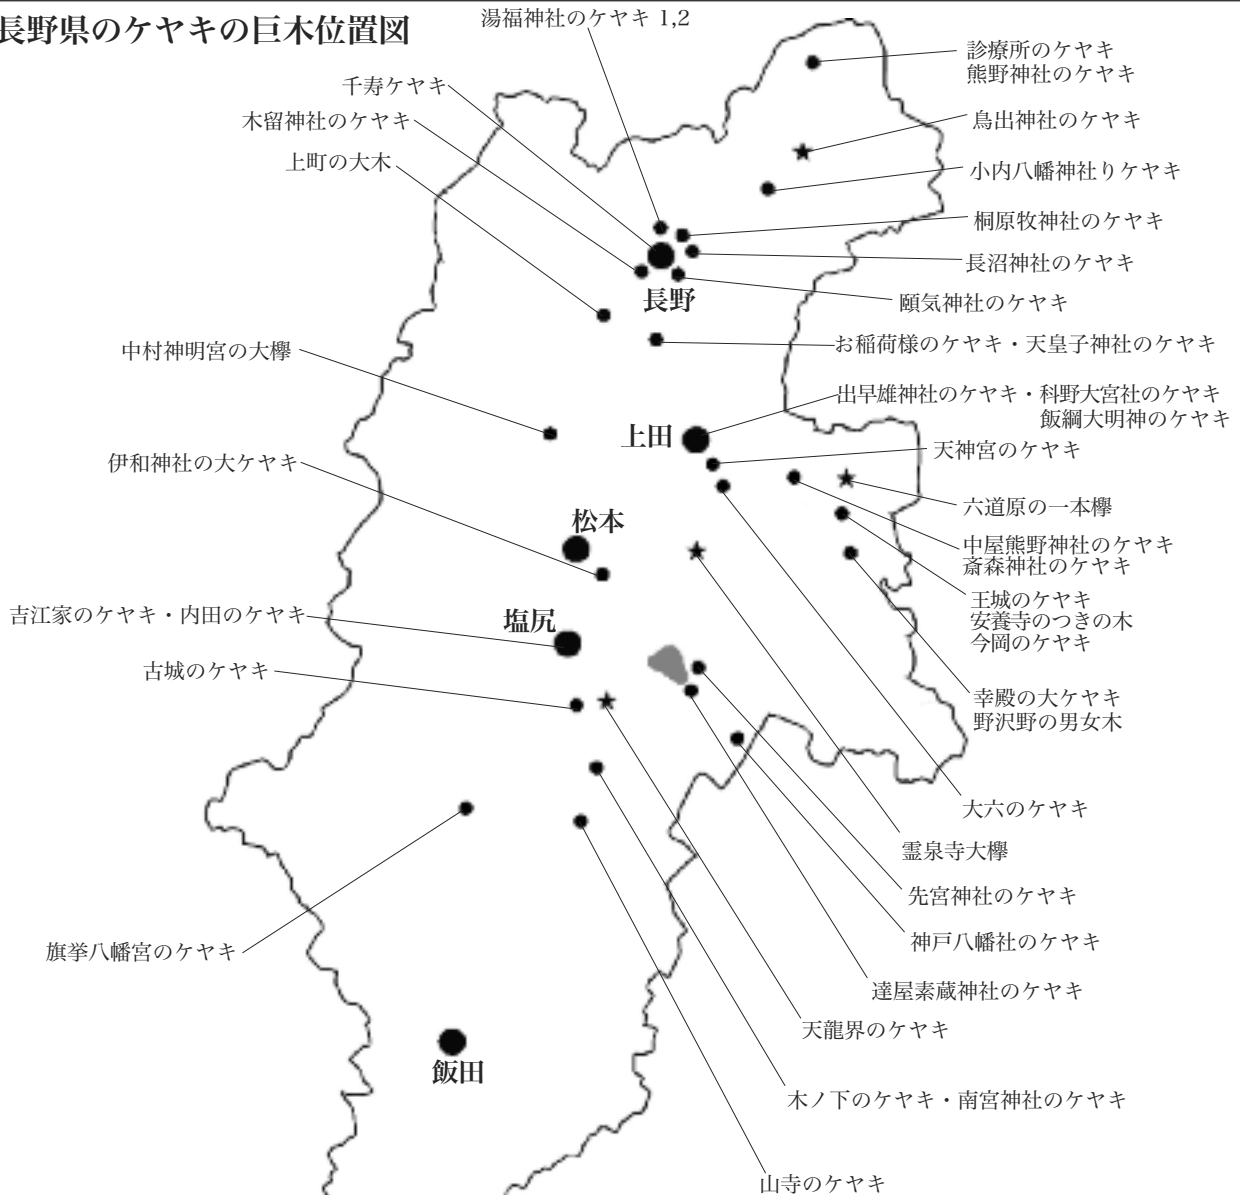 長野県のケヤキの巨木位置図
湯福神社のケヤキ 1,2
千寿ケヤキ
木留神社のケヤキ
上町の大木
診療所のケヤキ
熊野神社のケヤキ
鳥出神社のケヤキ
小内八幡神社りケヤキ
桐原牧神社のケヤキ
長沼神社のケヤキ
頤気神社のケヤキ
長野
お稲荷様のケヤキ・天皇子神社のケヤキ
中村神明宮の大欅
出早雄神社のケヤキ・科野大宮社のケヤキ
飯綱大明神のケヤキ
上田
天神宮のケヤキ
伊和神社の大ケヤキ
六道原の一本欅
松本
中屋熊野神社のケヤキ
斎森神社のケヤキ
王城のケヤキ
安養寺のつきの木
今岡のケヤキ
吉江家のケヤキ・内田のケヤキ
塩尻
古城のケヤキ
幸殿の大ケヤキ
野沢野の男女木
大六のケヤキ
霊泉寺大欅
先宮神社のケヤキ
神戸八幡社のケヤキ
旗挙八幡宮のケヤキ
達屋素蔵神社のケヤキ
天龍界のケヤキ
飯田
木ノ下のケヤキ・南宮神社のケヤキ
山寺のケヤキ